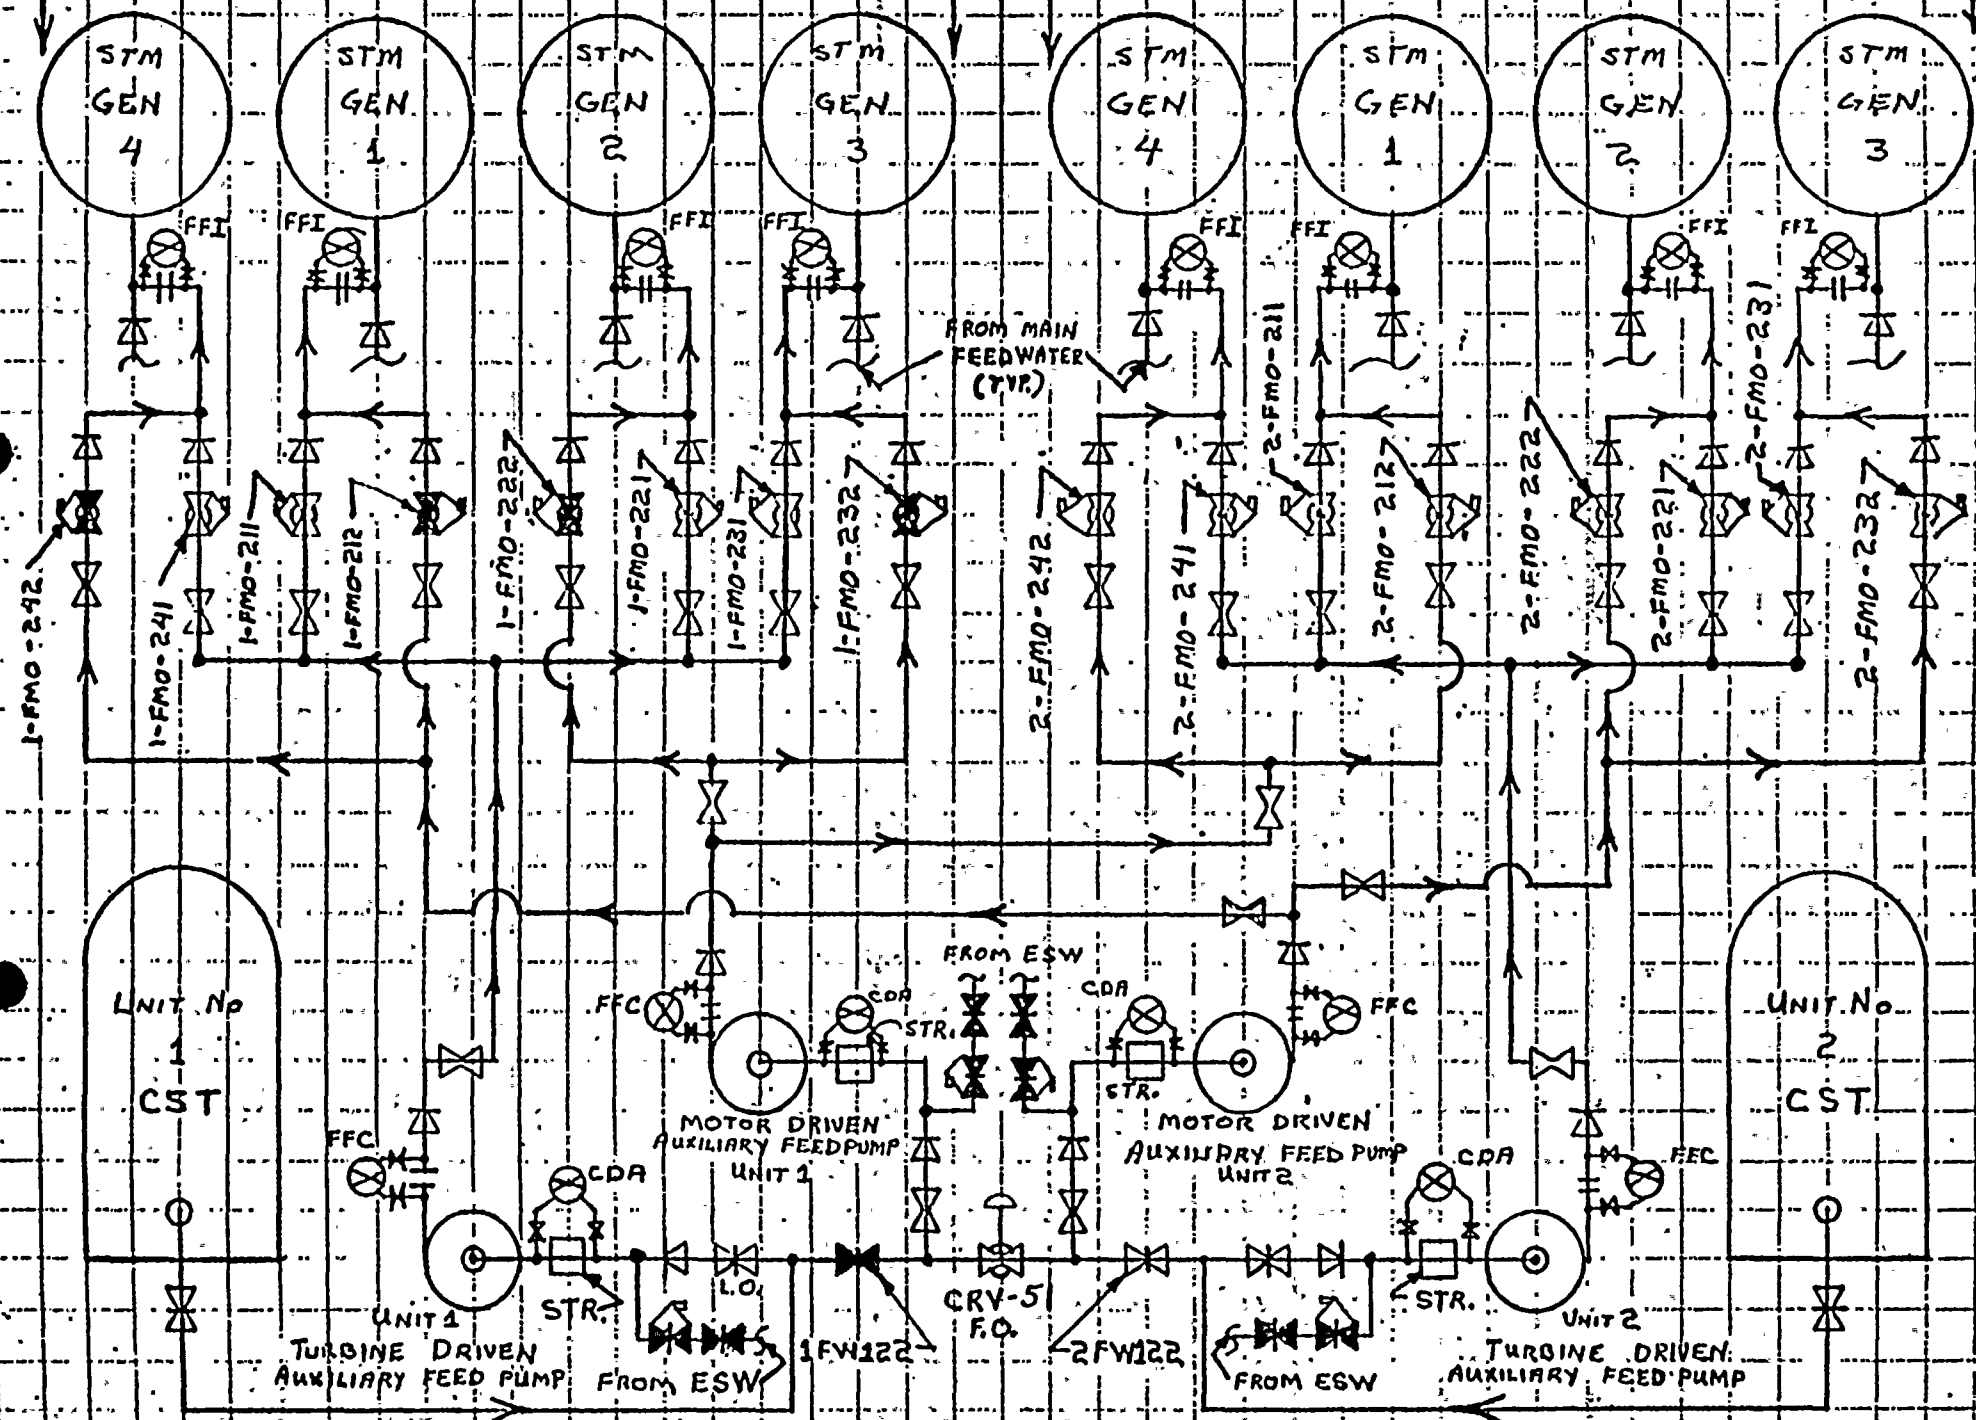 STM
GEN
4
STM
GEN
1
STM
GEN
2
STM
GEN
3
STM
GEN
4
STM
GEN
1
STM
GEN
2
STM
GEN
3
FFI
FFI
FFI
FFI
FFI
FFI
FFI
FFI
FROM MAIN
FEEDWATER
(TYP.)
1-FMO-242
1-FMO-241
1-FMO-211
1-FMO-212
1-FMO-222
1-FMO-221
1-FMO-231
1-FMO-232
2-FMO-242
2-FMO-241
2-FMO-211
2-FMO-212
2-FMO-222
2-FMO-221
2-FMO-231
2-FMO-232
UNIT NO
1
CST
FROM ESW
FFC
CDA
STR.
CDA
STR.
FFC
UNIT NO
2
CST
MOTOR DRIVEN
AUXILIARY FEEDPUMP
UNIT 1
MOTOR DRIVEN
AUXILIARY FEED PUMP
UNIT 2
FFC
CDA
CDA
FFC
L.O.
STR.
CRV-5
F.O.
STR.
UNIT 1
TURBINE DRIVEN
AUXILIARY FEED PUMP
FROM ESW
1FW122
2FW122
FROM ESW
UNIT 2
TURBINE DRIVEN
AUXILIARY FEED PUMP